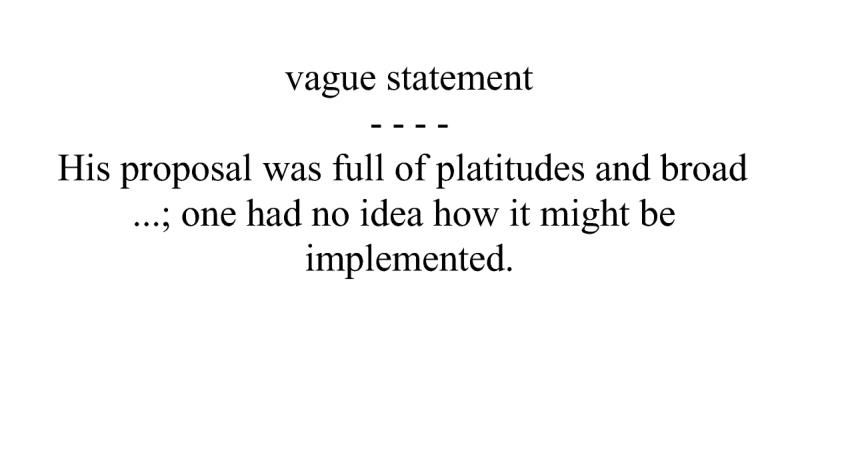 vague statement
- - - -
His proposal was full of platitudes and broad
...; one had no idea how it might be
implemented.